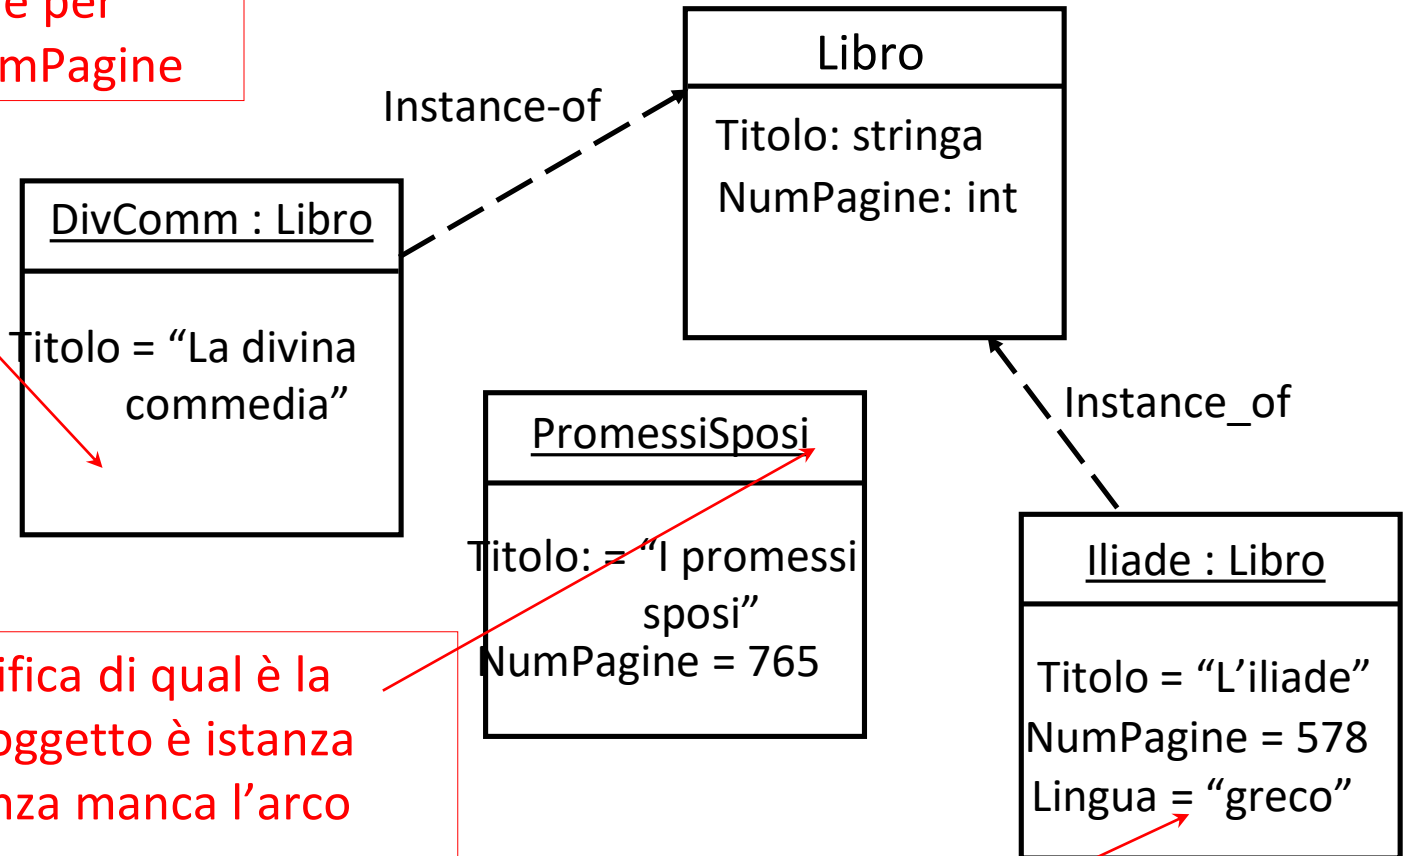 e per
mPagine
Libro
Instance-of
Titolo: stringa
NumPagine: int
DivComm : Libro
Titolo = “La divina
commedia”
Instance_of
PromessiSposi
Titolo: = “I promessi
sposi”
NumPagine = 765
Iliade : Libro
Titolo = “L’iliade”
NumPagine = 578
Lingua = “greco”
ifica di qual è la
oggetto è istanza
nza manca l’arco